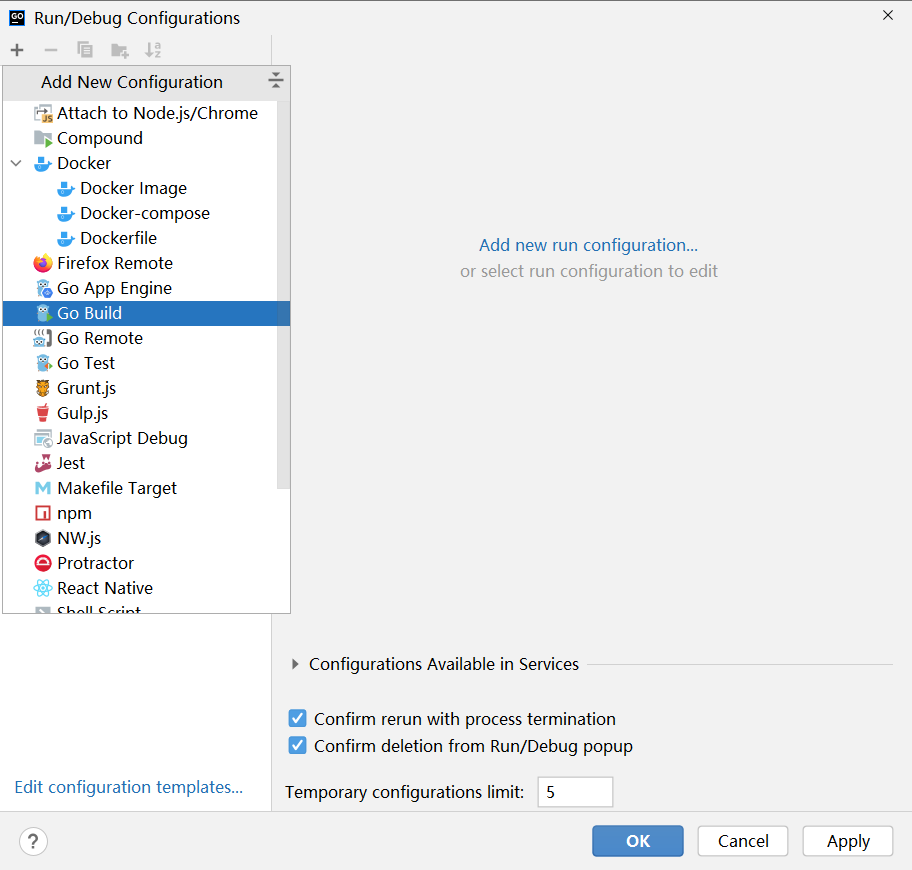 GO
Run/Debug Configurations
Add New Configuration
JS
Attach to Node.js/Chrome
Compound
Docker
Docker Image
Docker-compose
Dockerfile
Firefox Remote
Go App Engine
Go Build
Go Remote
Go Test
Grunt.js
Gulp.js
JavaScript Debug
Jest
Makefile Target
npm
NW.js
Protractor
React Native
Shell Script
Add new run configuration...
or select run configuration to edit
Configurations Available in Services
Confirm rerun with process termination
Confirm deletion from Run/Debug popup
Edit configuration templates...
Temporary configurations limit: 5
?
OK
Cancel
Apply